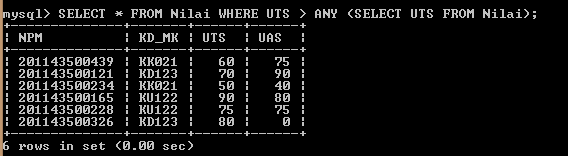 mysql> SELECT * FROM Nilai WHERE UTS > ANY (SELECT UTS FROM Nilai);
+--------------+-------+------+------+
| NPM          | KD_MK | UTS  | UAS  |
+--------------+-------+------+------+
| 201143500439 | KK021 |   60 |   75 |
| 201143500121 | KD123 |   70 |   90 |
| 201143500234 | KK021 |   50 |   40 |
| 201143500165 | KU122 |   90 |   80 |
| 201143500228 | KU122 |   75 |   75 |
| 201143500326 | KD123 |   80 |    0 |
+--------------+-------+------+------+
6 rows in set (0.00 sec)